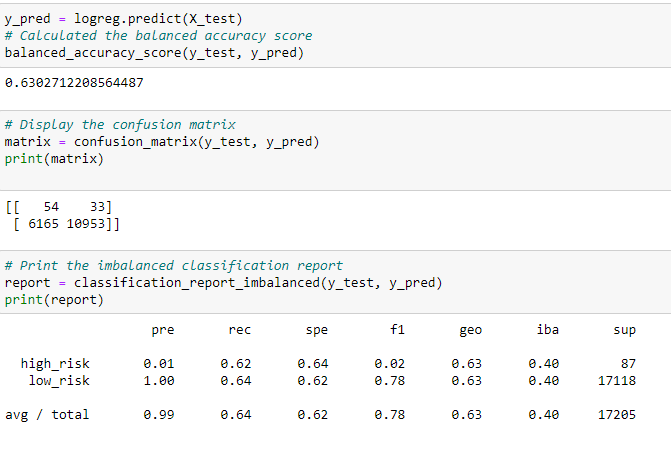 y_pred = logreg.predict(X_test)
# Calculated the balanced accuracy score
balanced_accuracy_score(y_test, y_pred)
0.6302712208564487
# Display the confusion matrix
matrix = confusion_matrix(y_test, y_pred)
print(matrix)
[[   54    33]
 [ 6165 10953]]
# Print the imbalanced classification report
report = classification_report_imbalanced(y_test, y_pred)
print(report)
                   pre       rec       spe        f1       geo       iba       sup
  high_risk       0.01      0.62      0.64      0.02      0.63      0.40        87
   low_risk       1.00      0.64      0.62      0.78      0.63      0.40     17118
avg / total       0.99      0.64      0.62      0.78      0.63      0.40     17205